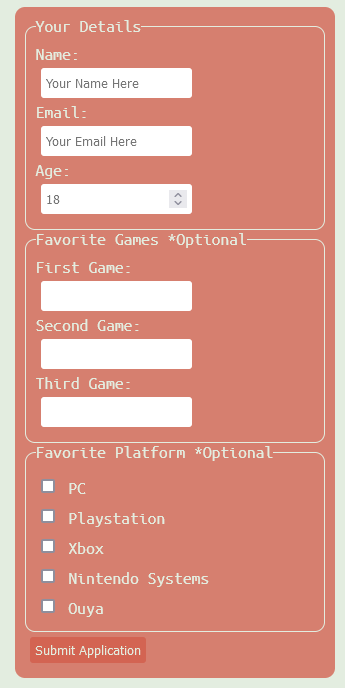 Your Details
Name:
Your Name Here
Email:
Your Email Here
Age:
18
Favorite Games *Optional
First Game:
Second Game:
Third Game:
Favorite Platform *Optional
PC
Playstation
Xbox
Nintendo Systems
Ouya
Submit Application